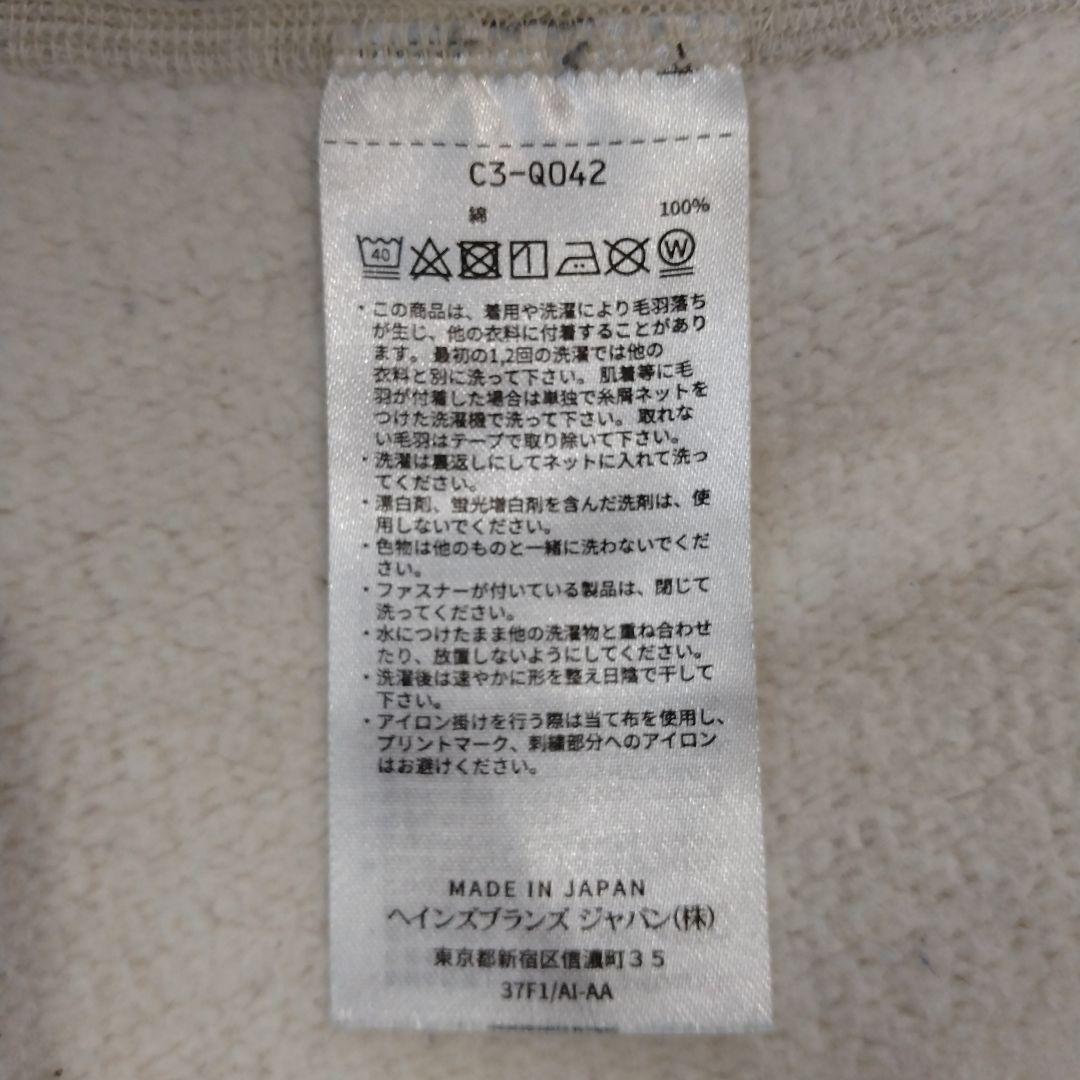 C3-Q042
綿 100%
40 W
・この商品は、着用や洗濯により毛羽落ち
が生じ、他の衣料に付着することがあり
ます。最初の1,2回の洗濯では他の
衣料と別に洗って下さい。肌着等に毛
羽が付着した場合は単独で糸屑ネットを
つけた洗濯機で洗って下さい。取れな
い毛羽はテープで取り除いて下さい。
・洗濯は裏返しにしてネットに入れて洗っ
てください。
・漂白剤、蛍光増白剤を含んだ洗剤は、使
用しないでください。
・色物は他のものと一緒に洗わないでくだ
さい。
・ファスナーが付いている製品は、閉じて
洗ってください。
・水につけたまま他の洗濯物と重ね合わせ
たり、放置しないようにしてください。
・洗濯後は速やかに形を整え日陰で干して
下さい。
・アイロン掛けを行う際は当て布を使用し、
プリントマーク、刺繍部分へのアイロン
はお避けください。
MADE IN JAPAN
ヘインズブランズ ジャパン(株)
東京都新宿区信濃町35
37F1/AI-AA